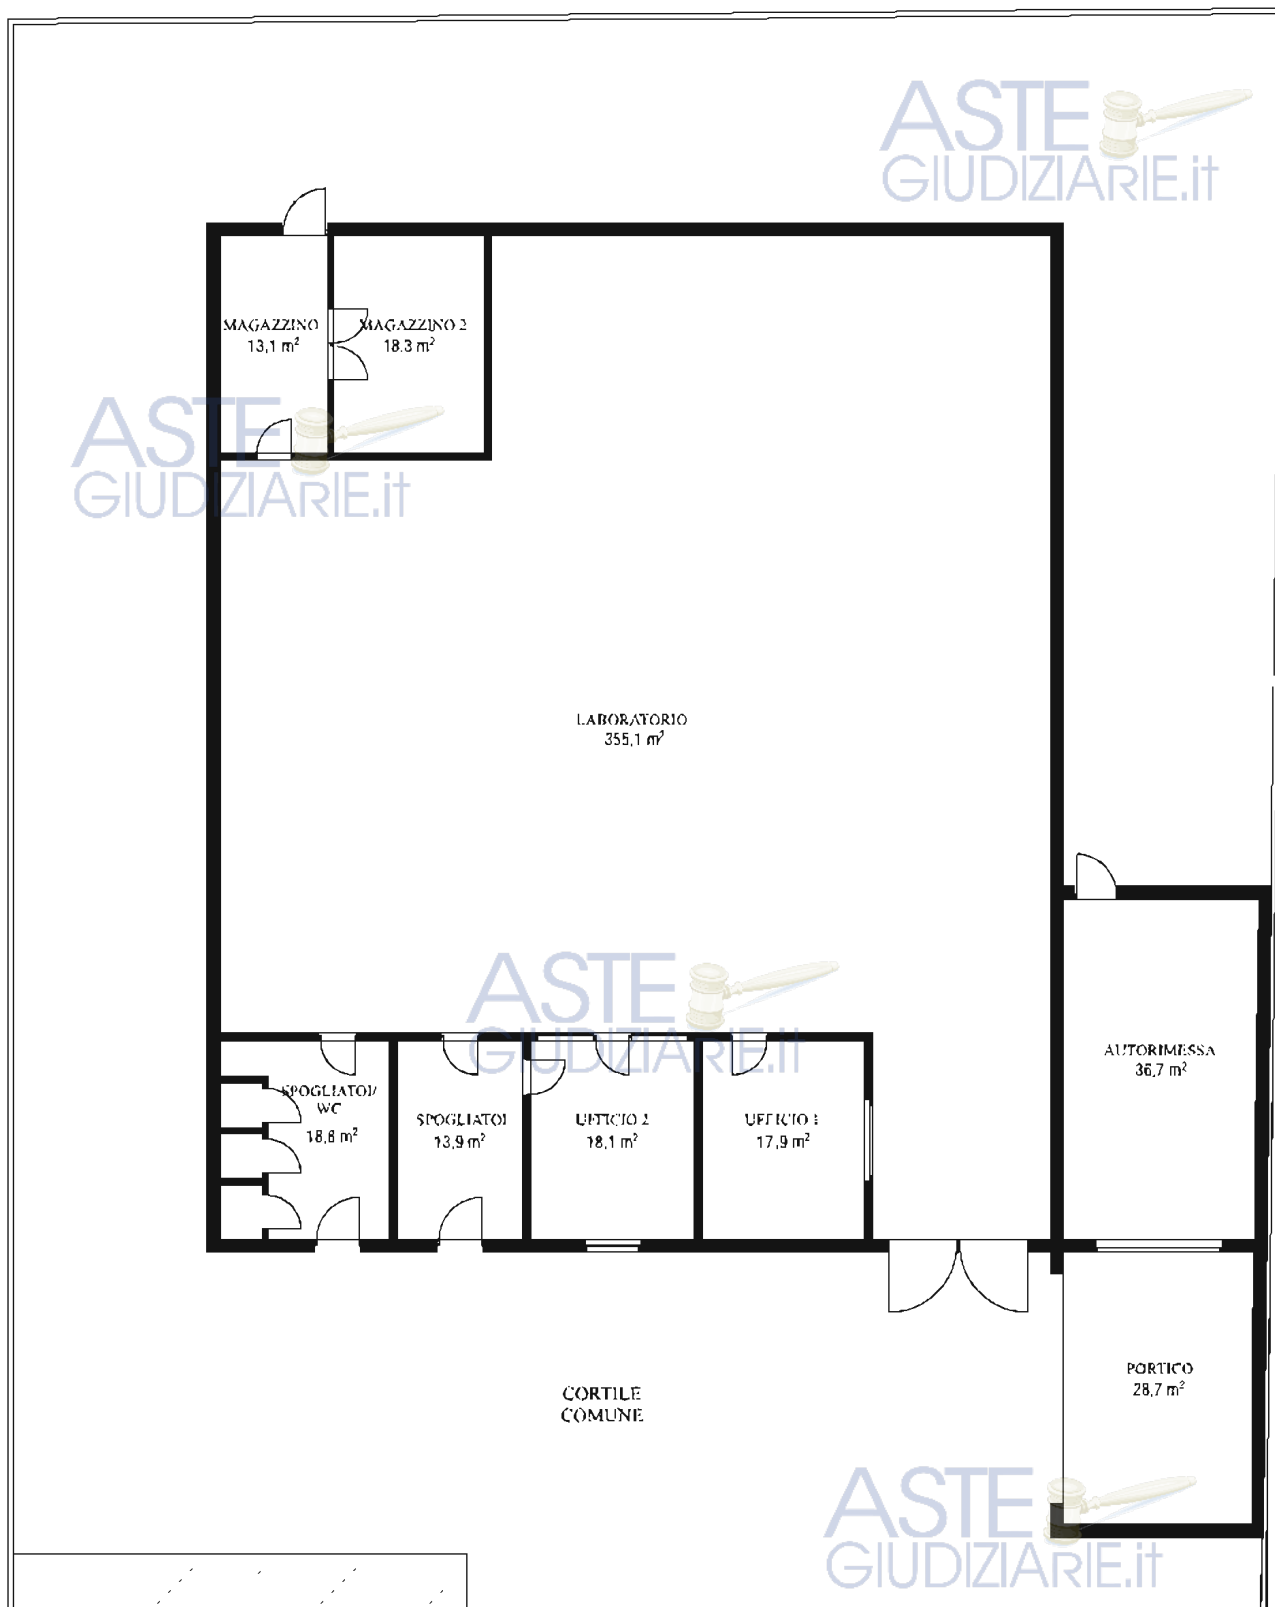 ASTE
GIUDIZIARIE.it
MAGAZZINO
13,1 m²
MAGAZZINO 2
18.3 m²
ASTE
GIUDIZIARIE.it
LABORATORIO
355,1 m²
ASTE
GIUDIZIARIE.it
AUTORIMESSA
36,7 m²
SPOGLIATOI/
WC
18,8 m²
SPOGLIATOI
13,9 m²
UFFICIO 2
18,1 m²
UFFICIO 1
17,9 m²
PORTICO
28,7 m²
CORTILE
COMUNE
ASTE
GIUDIZIARIE.it